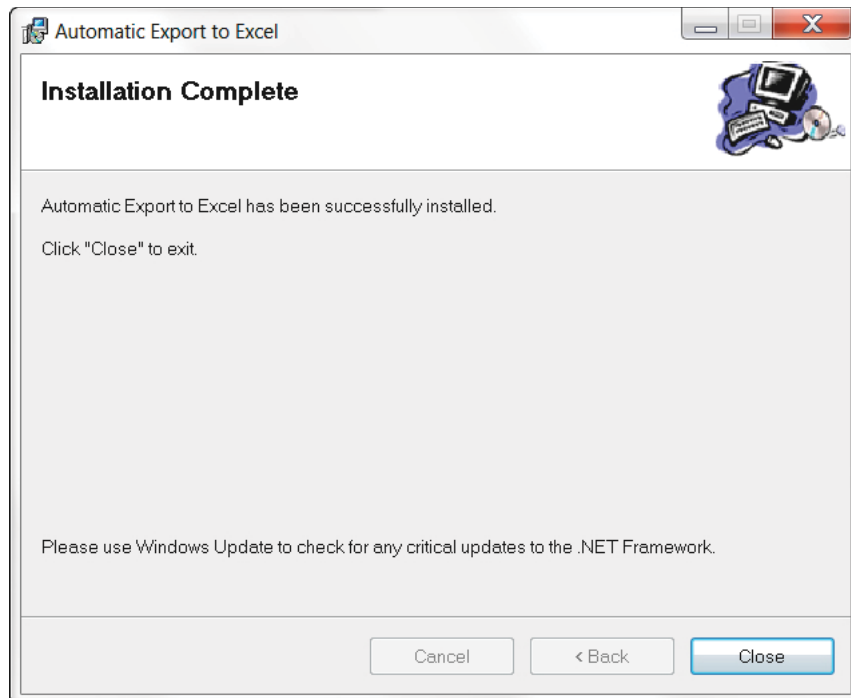 Automatic Export to Excel
Installation Complete
Automatic Export to Excel has been successfully installed.
Click "Close" to exit.
Please use Windows Update to check for any critical updates to the .NET Framework.
Cancel
< Back
Close